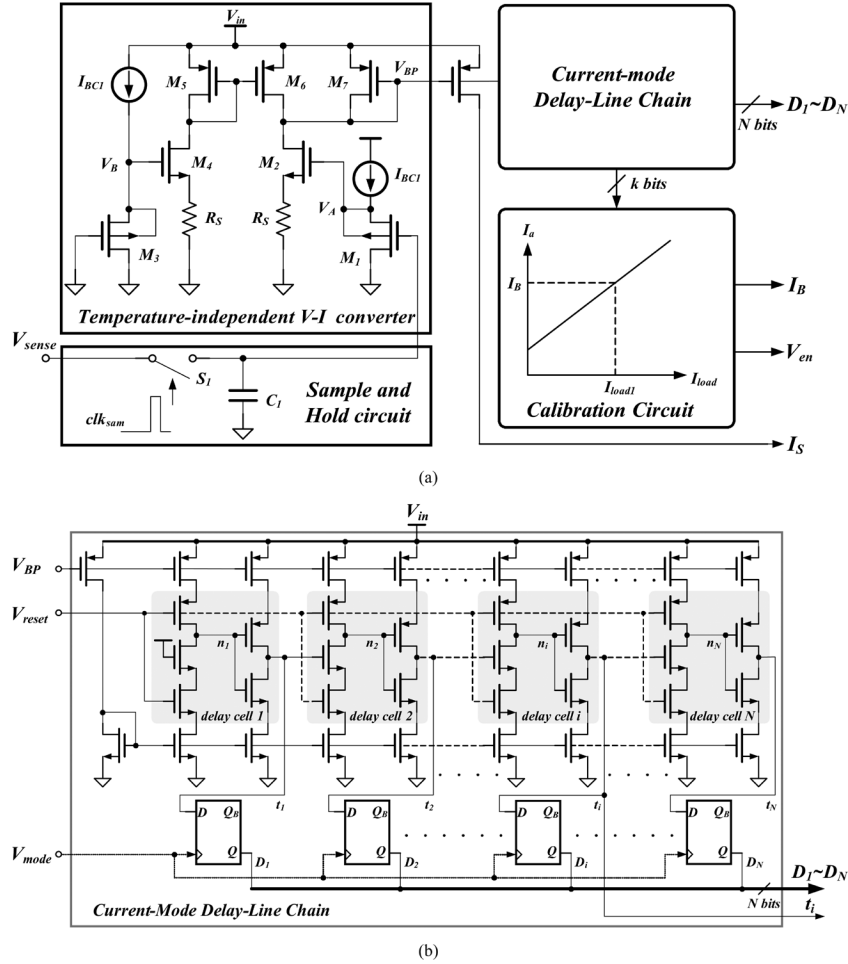 V_in
I_BC1
M_5
M_6
M_7
V_BP
Current-mode
Delay-Line Chain
N bits
D_1~D_N
V_B
M_4
M_2
I_BC1
k bits
R_S
R_S
V_A
M_3
M_1
I_a
I_B
I_load1
I_load
Calibration Circuit
I_B
V_en
I_S
Temperature-independent V-I converter
V_sense
S_1
C_1
clk_sam
Sample and
Hold circuit
(a)
V_in
V_BP
V_reset
n_1
n_2
n_i
n_N
delay cell 1
delay cell 2
delay cell i
delay cell N
t_1
t_2
t_i
t_N
D Q_B
D Q_B
D Q_B
D Q_B
Q
Q
Q
Q
V_mode
D_1
D_2
D_i
D_N
D_1~D_N
N bits
t_i
Current-Mode Delay-Line Chain
(b)